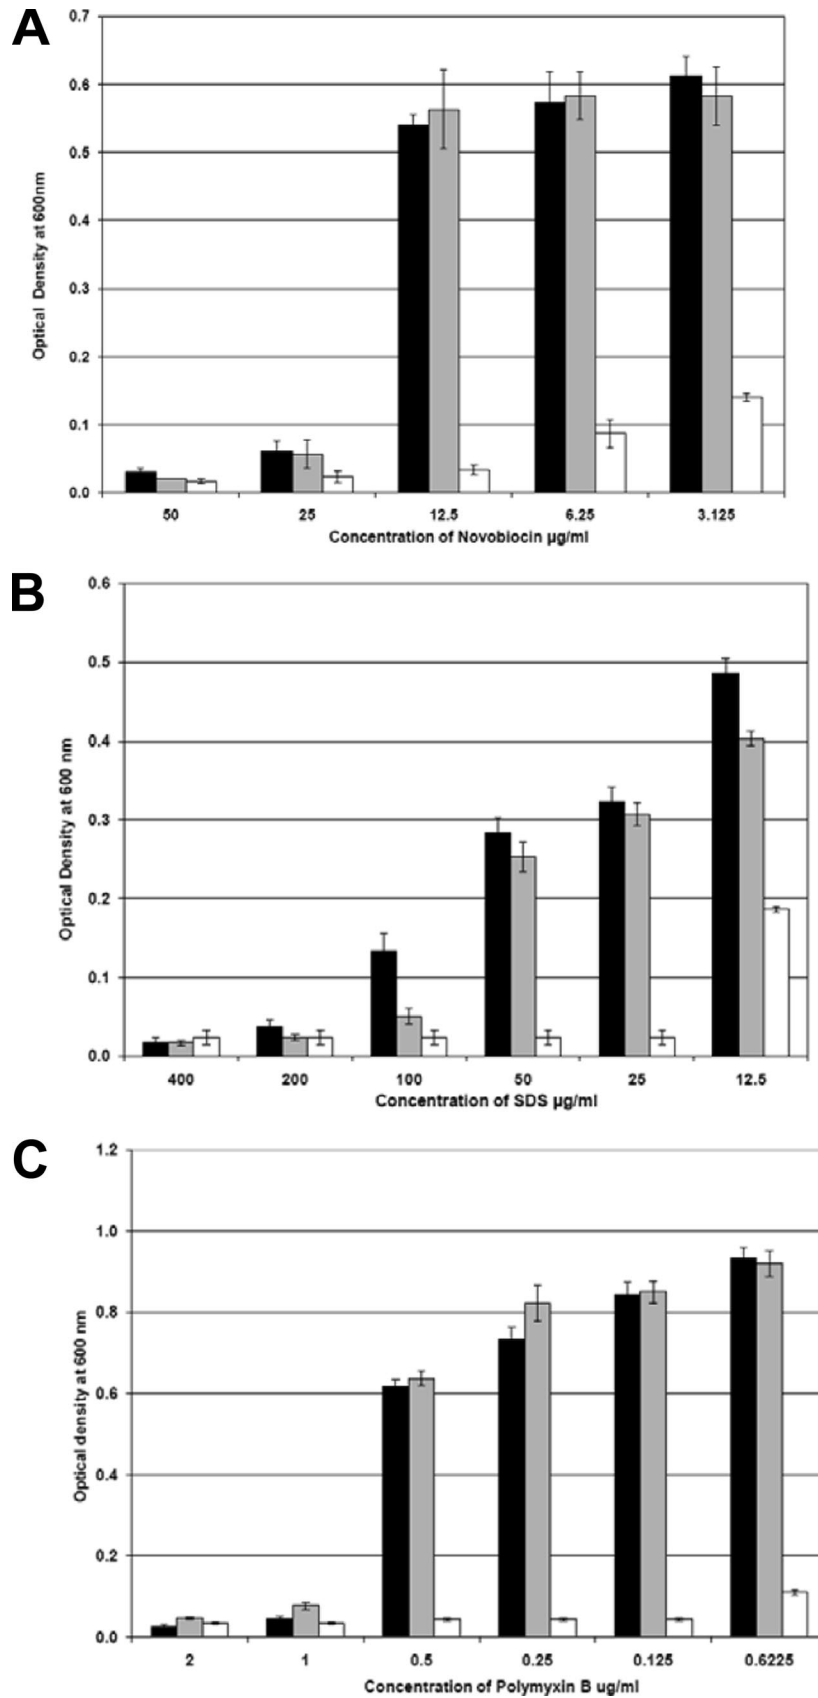 A
0.7
0.6
0.5
0.4
0.3
0.2
0.1
0.0
Optical Density at 600nm
50 25 12.5 6.25 3.125
Concentration of Novobiocin µg/ml
B
0.6
0.5
0.4
0.3
0.2
0.1
0.0
Optical Density at 600 nm
400 200 100 50 25 12.5
Concentration of SDS µg/ml
C
1.2
1.0
0.8
0.6
0.4
0.2
0.0
Optical density at 600 nm
2 1 0.5 0.25 0.125 0.6225
Concentration of Polymyxin B ug/ml